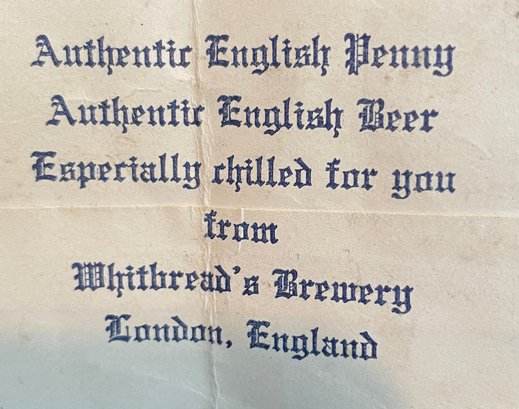 Authentic English Penny
Authentic English Beer
Especially chilled for you
from
Whitbread's Brewery
London, England